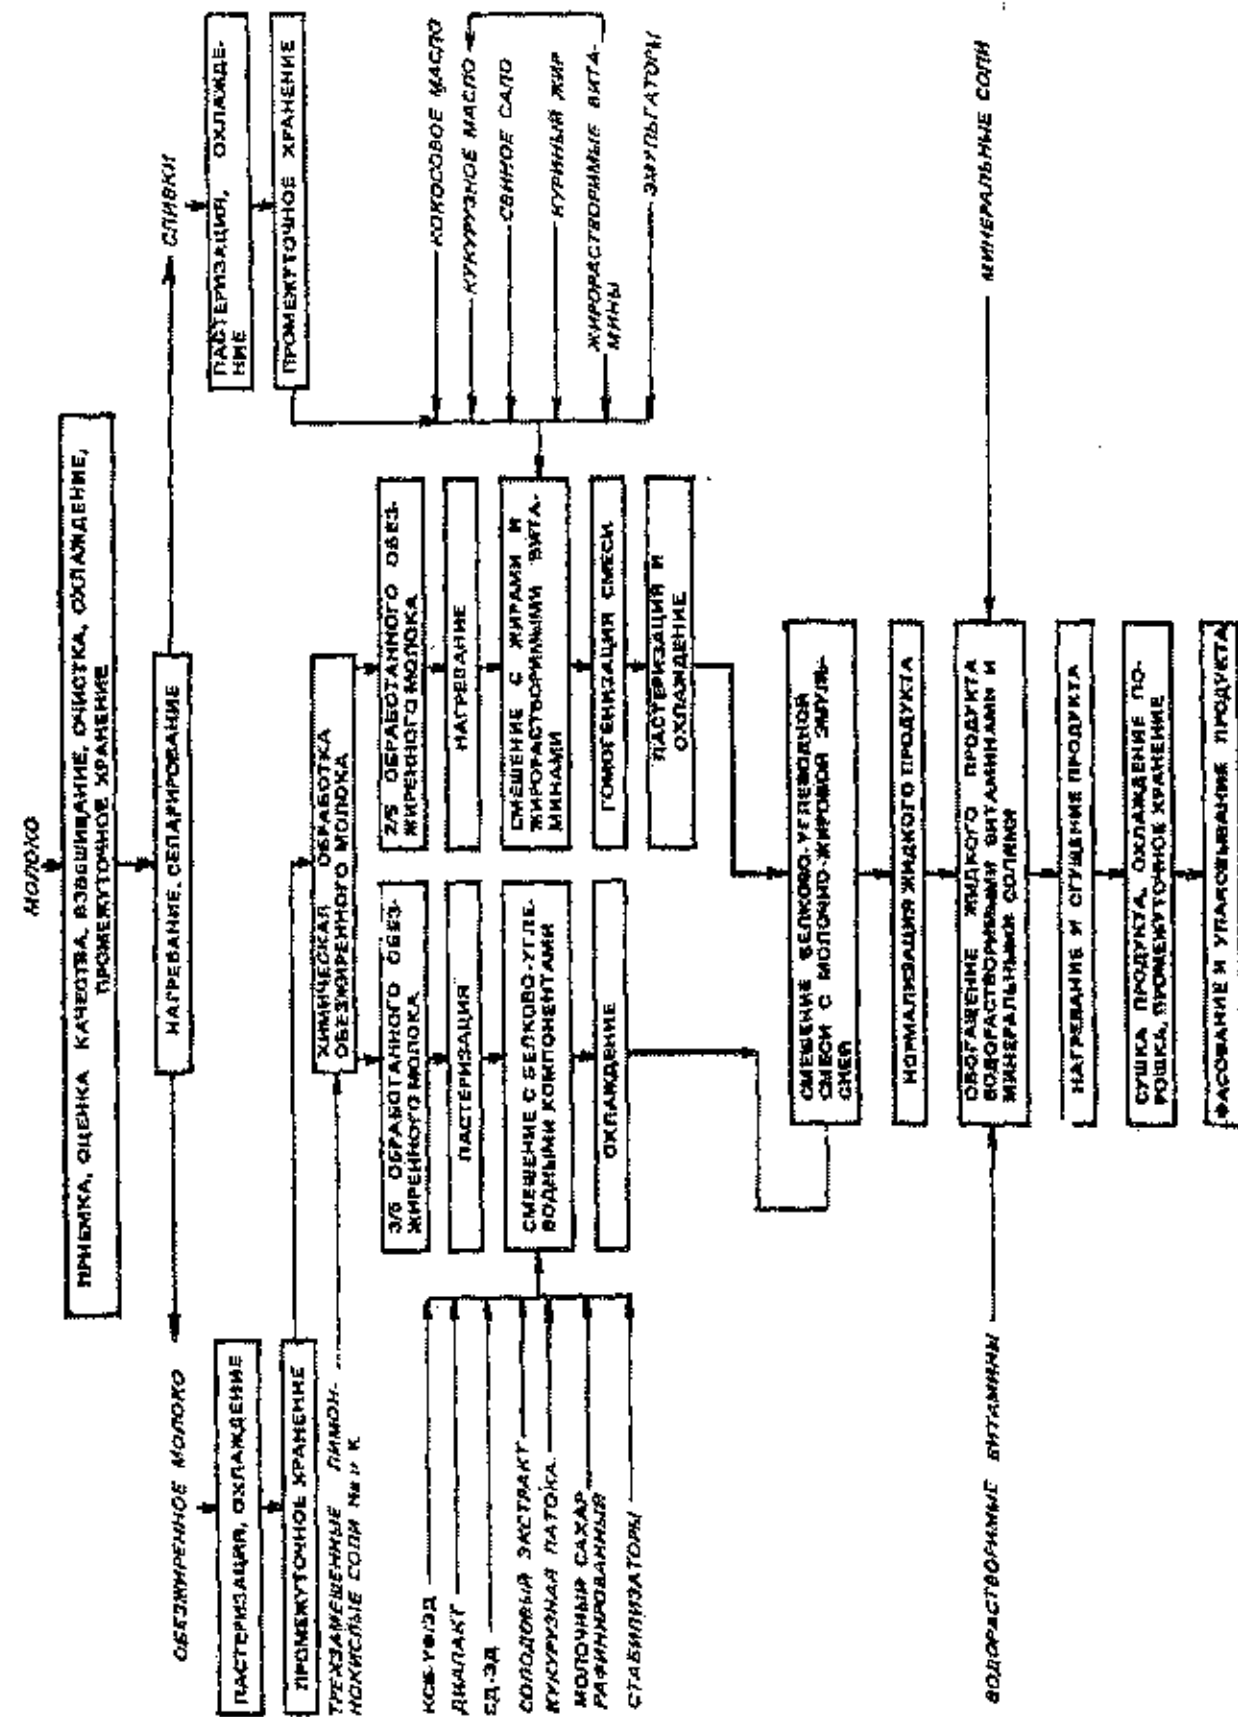 МОЛОКО
ПРИЕМКА, ОЦЕНКА КАЧЕСТВА, ВЗВЕШИВАНИЕ, ОЧИСТКА, ОХЛАЖДЕНИЕ,
ПРОМЕЖУТОЧНОЕ ХРАНЕНИЕ
НАГРЕВАНИЕ, СЕПАРИРОВАНИЕ
ОБЕЗЖИРЕННОЕ МОЛОКО
СЛИВКИ
ПАСТЕРИЗАЦИЯ, ОХЛАЖДЕНИЕ
ПАСТЕРИЗАЦИЯ, ОХЛАЖДЕ-
НИЕ
ПРОМЕЖУТОЧНОЕ ХРАНЕНИЕ
ПРОМЕЖУТОЧНОЕ ХРАНЕНИЕ
ТРЕХЗАМЕЩЕННЫЕ ЛИМОН-
НОКИСЛЫЕ СОЛИ Na И К
ХИМИЧЕСКАЯ ОБРАБОТКА
ОБЕЗЖИРЕННОГО МОЛОКА
3/5 ОБРАБОТАННОГО ОБЕЗ-
ЖИРЕННОГО МОЛОКА
2/5 ОБРАБОТАННОГО ОБЕЗ-
ЖИРЕННОГО МОЛОКА
ПАСТЕРИЗАЦИЯ
НАГРЕВАНИЕ
КСБ-УФ/ЭД
ДИАЛАКТ
СД-ЭД
СОЛОДОВЫЙ ЭКСТРАКТ
КУКУРУЗНАЯ ПАТОКА
МОЛОЧНЫЙ САХАР
РАФИНИРОВАННЫЙ
СТАБИЛИЗАТОРЫ
СМЕШЕНИЕ С БЕЛКОВО-УГЛЕ-
ВОДНЫМИ КОМПОНЕНТАМИ
СМЕШЕНИЕ С ЖИРАМИ И
ЖИРОРАСТВОРИМЫМИ ВИТА-
МИНАМИ
КОКОСОВОЕ МАСЛО
КУКУРУЗНОЕ МАСЛО
СВИНОЕ САЛО
КУРИНЫЙ ЖИР
ЖИРОРАСТВОРИМЫЕ ВИТА-
МИНЫ
ЭМУЛЬГАТОРЫ
ОХЛАЖДЕНИЕ
ГОМОГЕНИЗАЦИЯ СМЕСИ
ПАСТЕРИЗАЦИЯ И
ОХЛАЖДЕНИЕ
СМЕШЕНИЕ БЕЛКОВО-УГЛЕВОДНОЙ
СМЕСИ С МОЛОЧНО-ЖИРОВОЙ ЭМУЛЬ-
СИЕЙ
НОРМАЛИЗАЦИЯ ЖИДКОГО ПРОДУКТА
ВОДОРАСТВОРИМЫЕ ВИТАМИНЫ
ОБОГАЩЕНИЕ ЖИДКОГО ПРОДУКТА
ВОДОРАСТВОРИМЫМИ ВИТАМИНАМИ И
МИНЕРАЛЬНЫМИ СОЛЯМИ
МИНЕРАЛЬНЫЕ СОЛИ
НАГРЕВАНИЕ И СГУЩЕНИЕ ПРОДУКТА
СУШКА ПРОДУКТА, ОХЛАЖДЕНИЕ ПО-
РОШКА, ПРОМЕЖУТОЧНОЕ ХРАНЕНИЕ
ФАСОВАНИЕ И УПАКОВЫВАНИЕ ПРОДУКТА